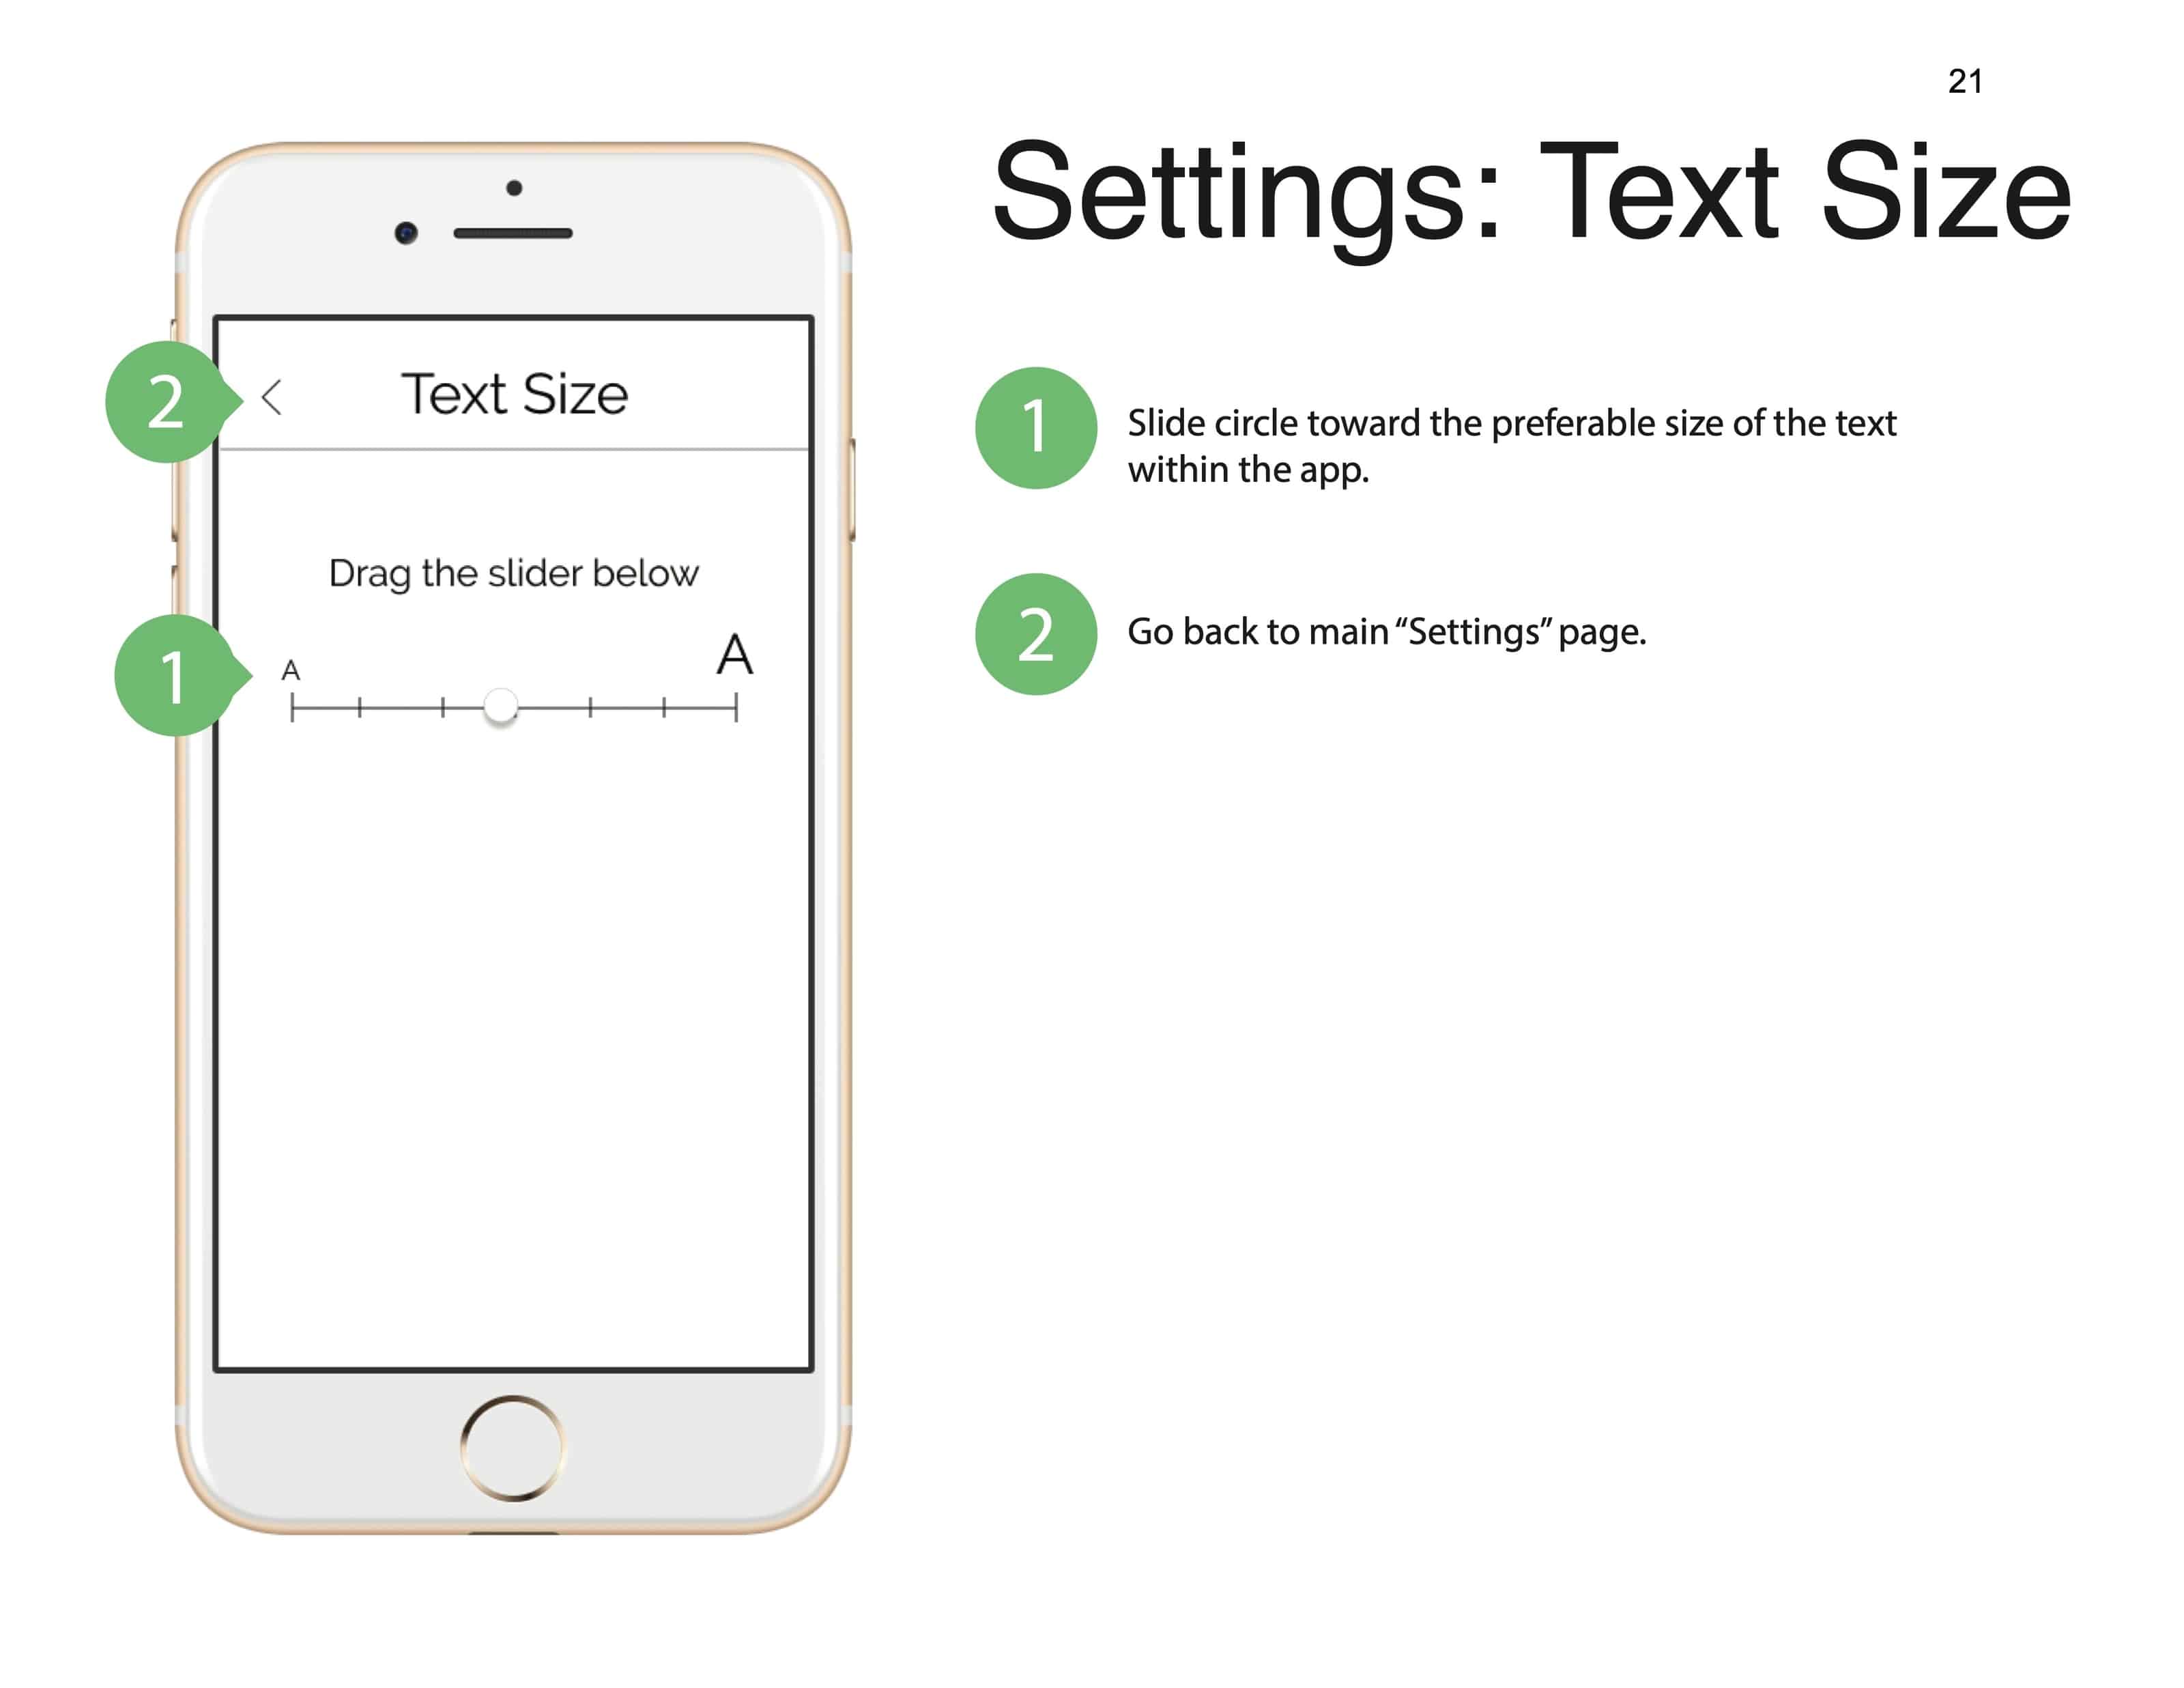 21
Settings: Text Size
2
<
Text Size
Drag the slider below
1
A
A
1
Slide circle toward the preferable size of the text
within the app.
2
Go back to main “Settings” page.